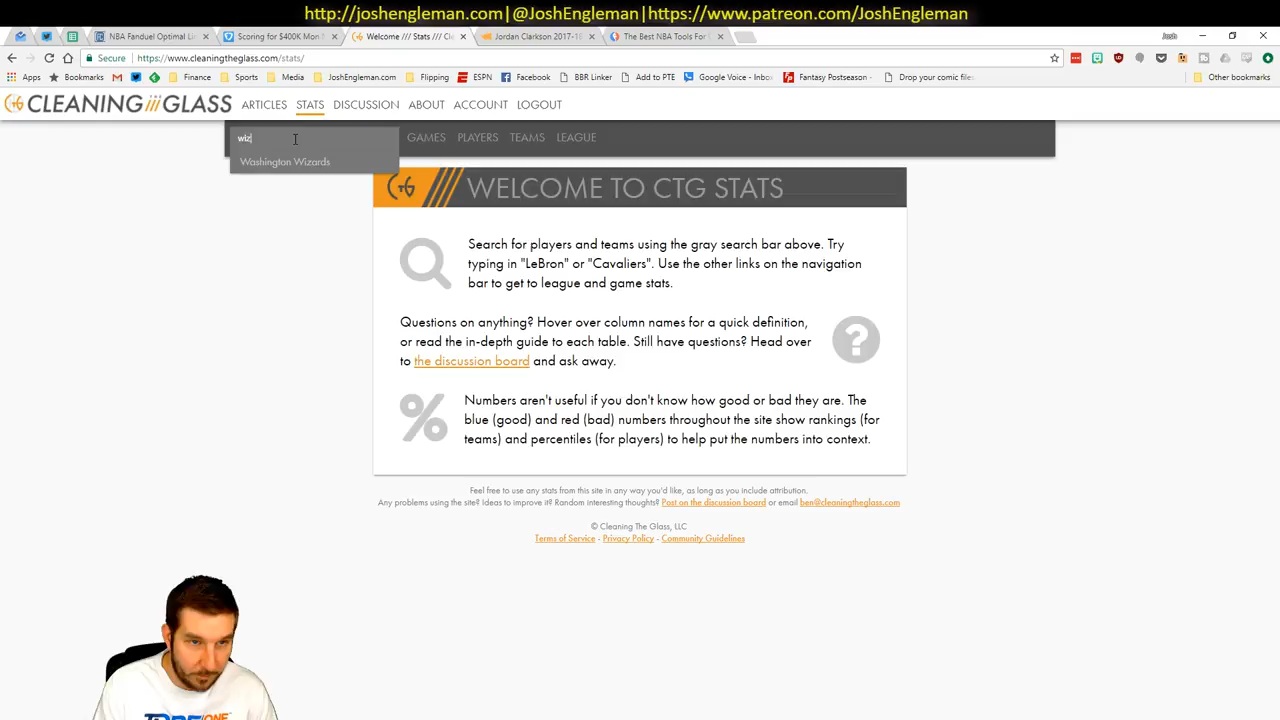 http://joshengleman.com|@JoshEngleman|https://www.patreon.com/JoshEngleman
NBA Fanduel Optimal Lin
Scoring for $400K Mon N
Welcome /// Stats /// Cle
Jordan Clarkson 2017-18
The Best NBA Tools For
Josh
Secure
https://www.cleaningtheglass.com/stats/
Apps
Bookmarks
Finance
Sports
Media
JoshEngleman.com
Flipping
ESPN
Facebook
BBR Linker
Add to PTE
Google Voice - Inbox
Fantasy Postseason -
Drop your comic files
Other bookmarks
CLEANING THE GLASS
ARTICLES STATS DISCUSSION ABOUT ACCOUNT LOGOUT
wiz
GAMES PLAYERS TEAMS LEAGUE
Washington Wizards
CTG
WELCOME TO CTG STATS
Search for players and teams using the gray search bar above. Try
typing in "LeBron" or "Cavaliers". Use the other links on the navigation
bar to get to league and game stats.
Questions on anything? Hover over column names for a quick definition,
or read the in-depth guide to each table. Still have questions? Head over
to the discussion board and ask away.
?
%
Numbers aren't useful if you don't know how good or bad they are. The
blue (good) and red (bad) numbers throughout the site show rankings (for
teams) and percentiles (for players) to help put the numbers into context.
Feel free to use any stats from this site in any way you'd like, as long as you include attribution.
Any problems using the site? Ideas to improve it? Random interesting thoughts? Post on the discussion board or email ben@cleaningtheglass.com
© Cleaning The Glass, LLC
Terms of Service - Privacy Policy - Community Guidelines